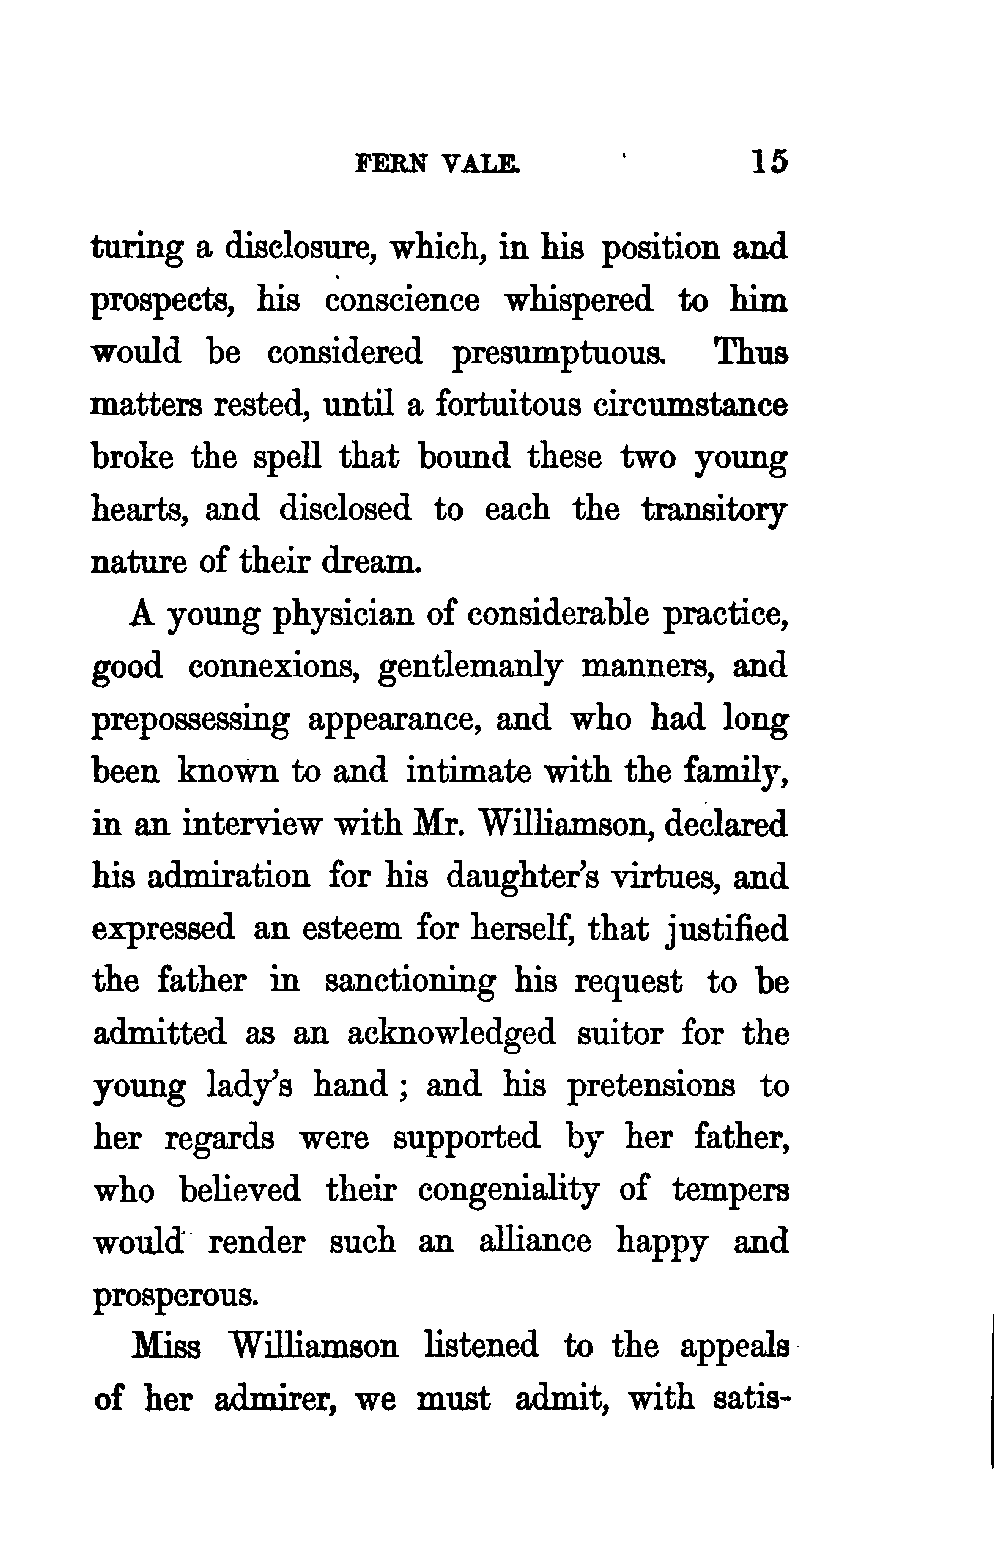 FERN VALE. 15
turing a disclosure, which, in his position and
prospects, his conscience whispered to him
would be considered presumptuous. Thus
matters rested, until a fortuitous circumstance
broke the spell that bound these two young
hearts, and disclosed to each the transitory
nature of their dream.
A young physician of considerable practice,
good connexions, gentlemanly manners, and
prepossessing appearance, and who had long
been known to and intimate with the family,
in an interview with Mr. Williamson, declared
his admiration for his daughter's virtues, and
expressed an esteem for herself, that justified
the father in sanctioning his request to be
admitted as an acknowledged suitor for the
young lady's hand ; and his pretensions to
her regards were supported by her father,
who believed their congeniality of tempers
would render such an alliance happy and
prosperous.
Miss Williamson listened to the appeals
of her admirer, we must admit, with satis-